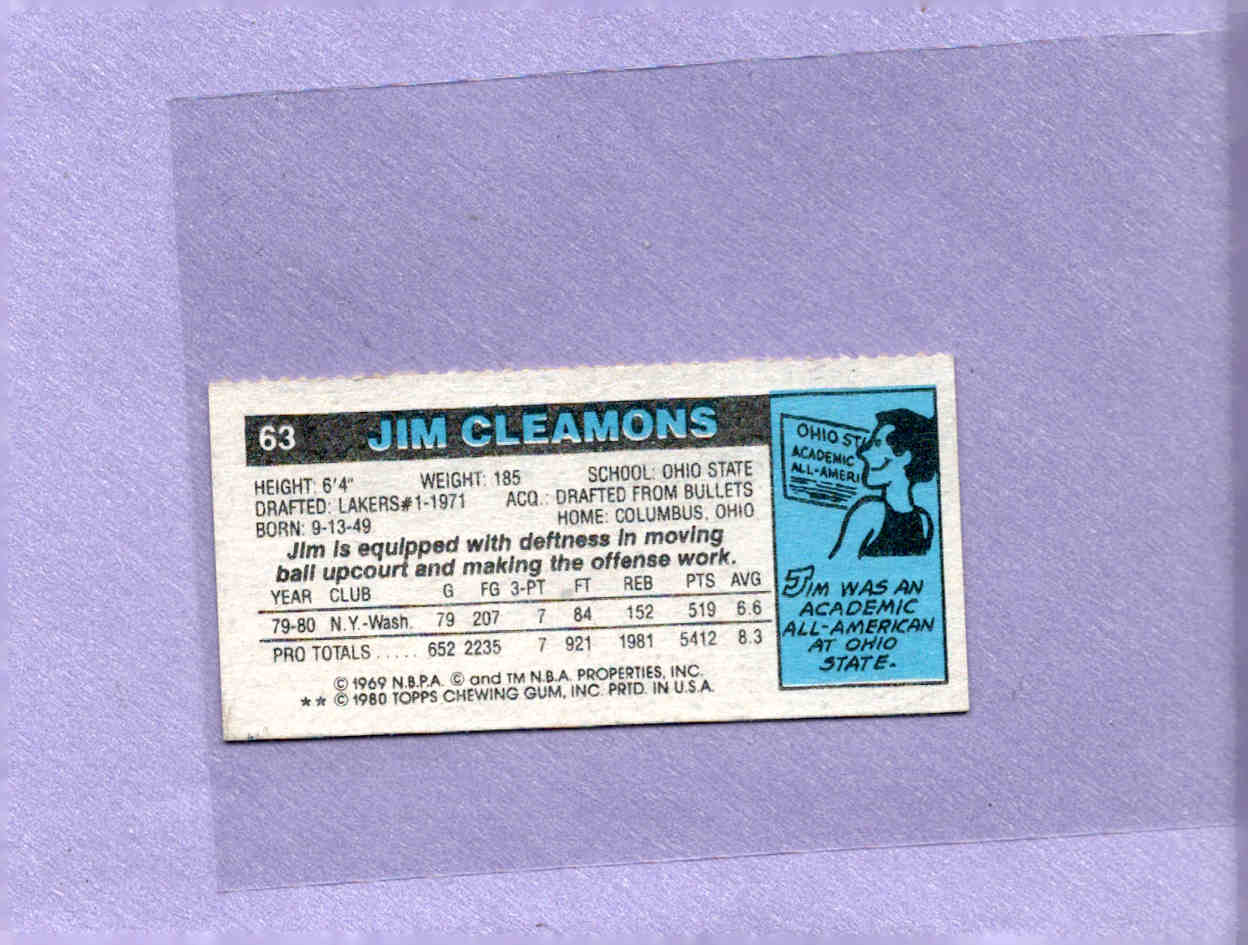 63 JIM CLEAMONS
HEIGHT: 6'4" WEIGHT: 185 SCHOOL: OHIO STATE
DRAFTED: LAKERS#1-1971 ACQ.: DRAFTED FROM BULLETS
BORN: 9-13-49 HOME: COLUMBUS, OHIO
Jim is equipped with deftness in moving
ball upcourt and making the offense work.
YEAR CLUB G FG 3-PT FT REB PTS AVG
79-80 N.Y.-Wash. 79 207 7 84 152 519 6.6
PRO TOTALS ..... 652 2235 7 921 1981 5412 8.3
© 1969 N.B.P.A. © and TM N.B.A. PROPERTIES, INC.
** © 1980 TOPPS CHEWING GUM, INC. PRTD. IN U.S.A.
OHIO ST
ACADEMIC
ALL-AMERI
JIM WAS AN
ACADEMIC
ALL-AMERICAN
AT OHIO
STATE.